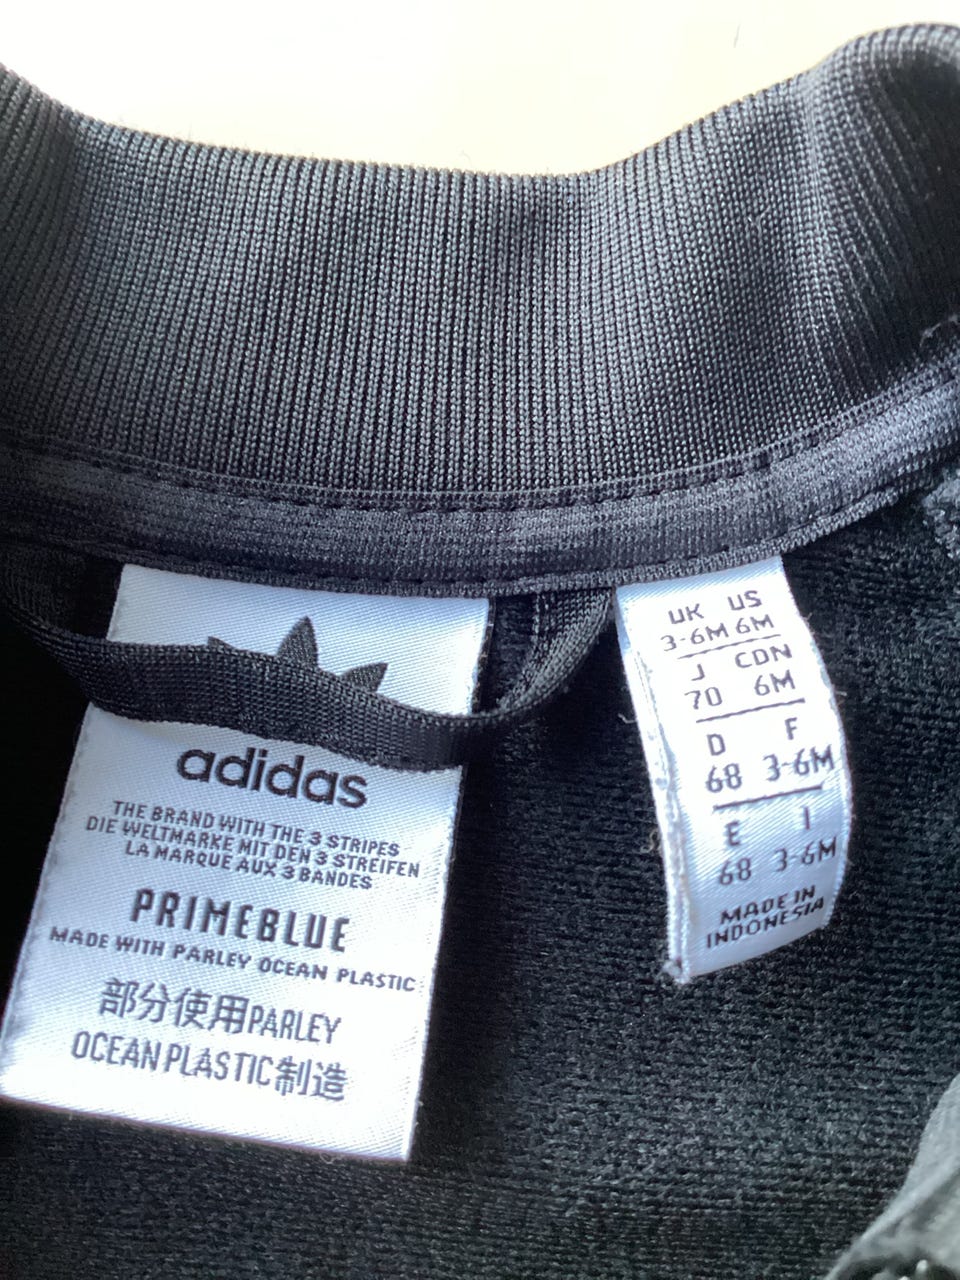 adidas
THE BRAND WITH THE 3 STRIPES
DIE WELTMARKE MIT DEN 3 STREIFEN
LA MARQUE AUX 3 BANDES
PRIMEBLUE
MADE WITH PARLEY OCEAN PLASTIC
部分使用PARLEY
OCEAN PLASTIC制造
UK US
3-6M 6M
J CDN
70 6M
D F
68 3-6M
E I
68 3-6M
MADE IN
INDONESIA